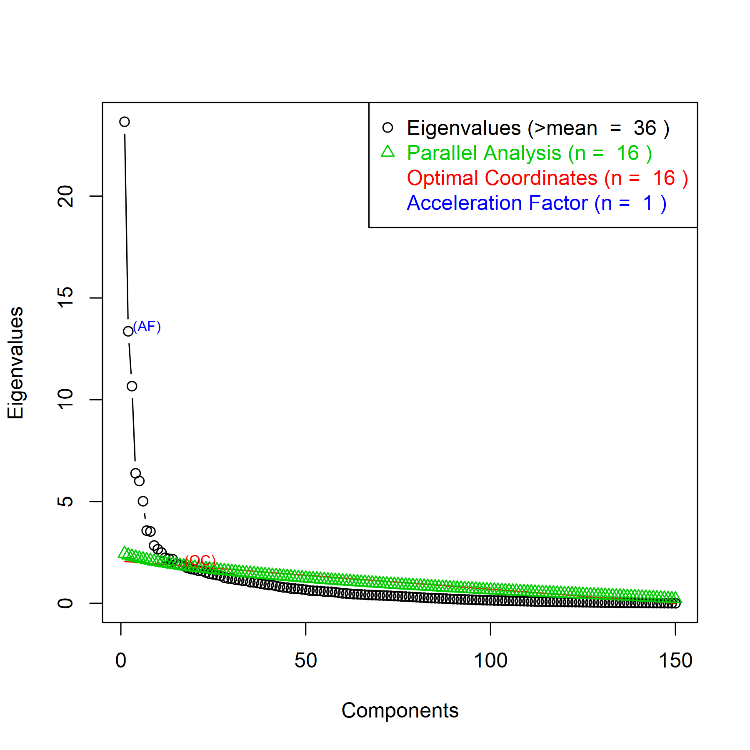 Eigenvalues (>mean = 36 )
Parallel Analysis (n = 16 )
Optimal Coordinates (n = 16 )
Acceleration Factor (n = 1 )
20
15
10
5
0
Eigenvalues
(AF)
(OC)
0 50 100 150
Components